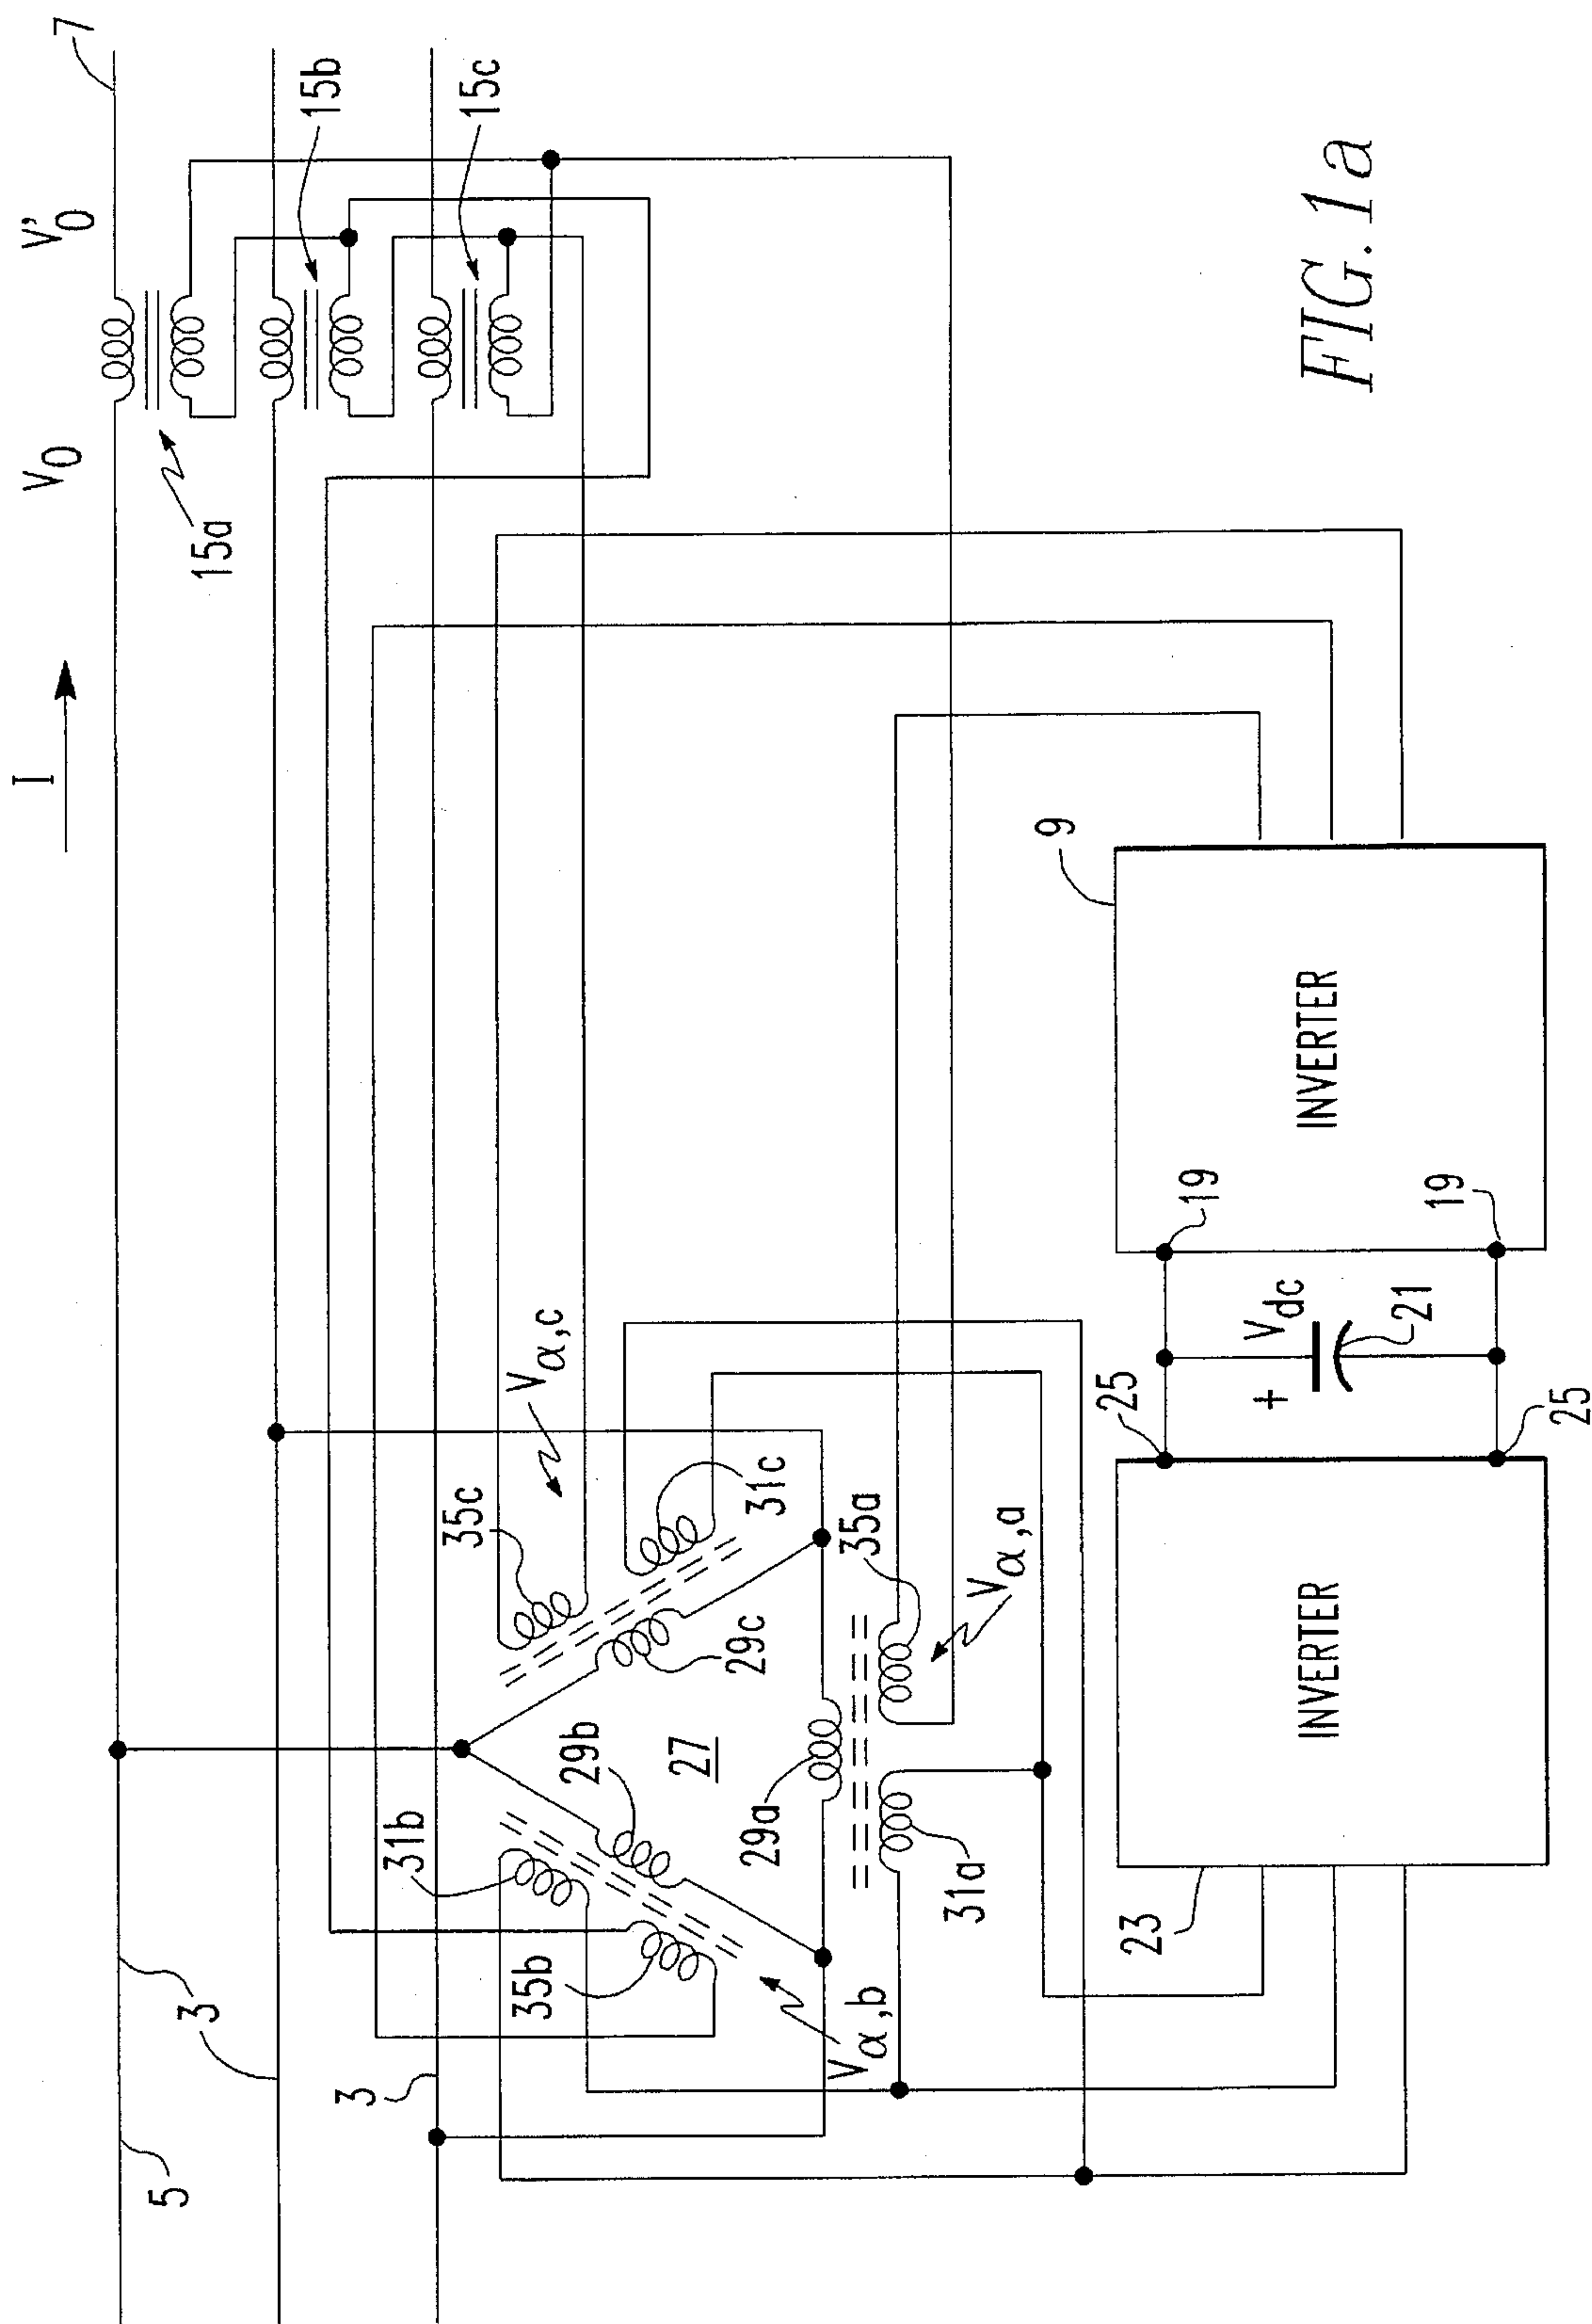 I
V0
V'0
7
15a
15b
15c
5
3
3
31b
35b
29b
27
29c
35c
31c
Vα,c
Vα,b
29a
31a
35a
Vα,a
23
INVERTER
25
25
+
Vdc
21
19
19
9
INVERTER
FIG. 1a